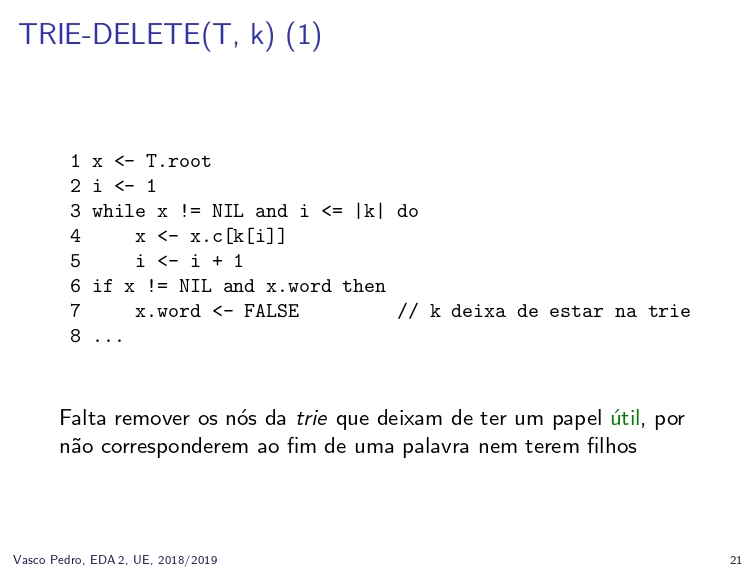 TRIE-DELETE(T, k) (1)
1 x <- T.root
2 i <- 1
3 while x != NIL and i <= |k| do
4     x <- x.c[k[i]]
5     i <- i + 1
6 if x != NIL and x.word then
7     x.word <- FALSE         // k deixa de estar na trie
8 ...
Falta remover os nós da trie que deixam de ter um papel útil, por
não corresponderem ao fim de uma palavra nem terem filhos
Vasco Pedro, EDA 2, UE, 2018/2019 21